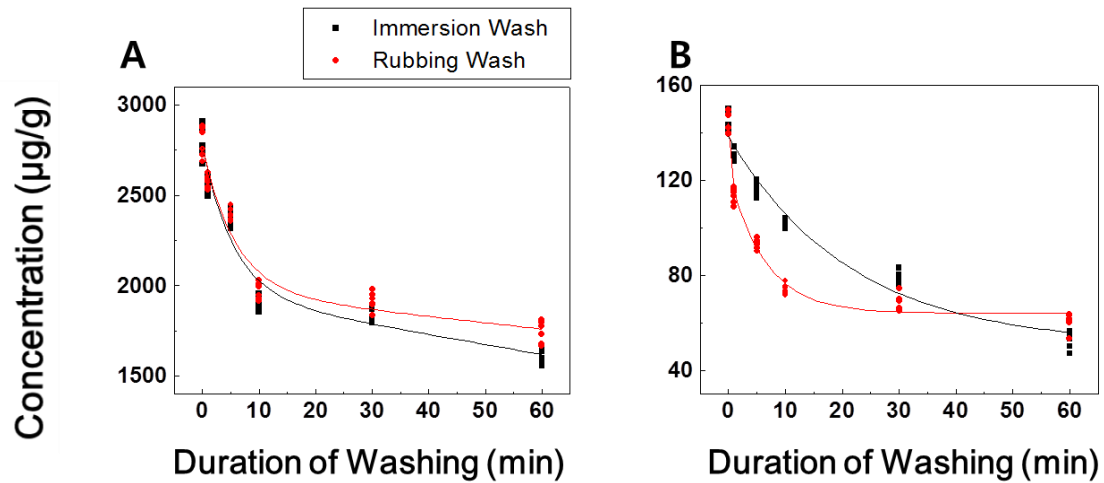 Immersion Wash
Rubbing Wash
A
B
Concentration (µg/g)
3000
2500
2000
1500
0 10 20 30 40 50 60
Duration of Washing (min)
160
120
80
40
0 10 20 30 40 50 60
Duration of Washing (min)